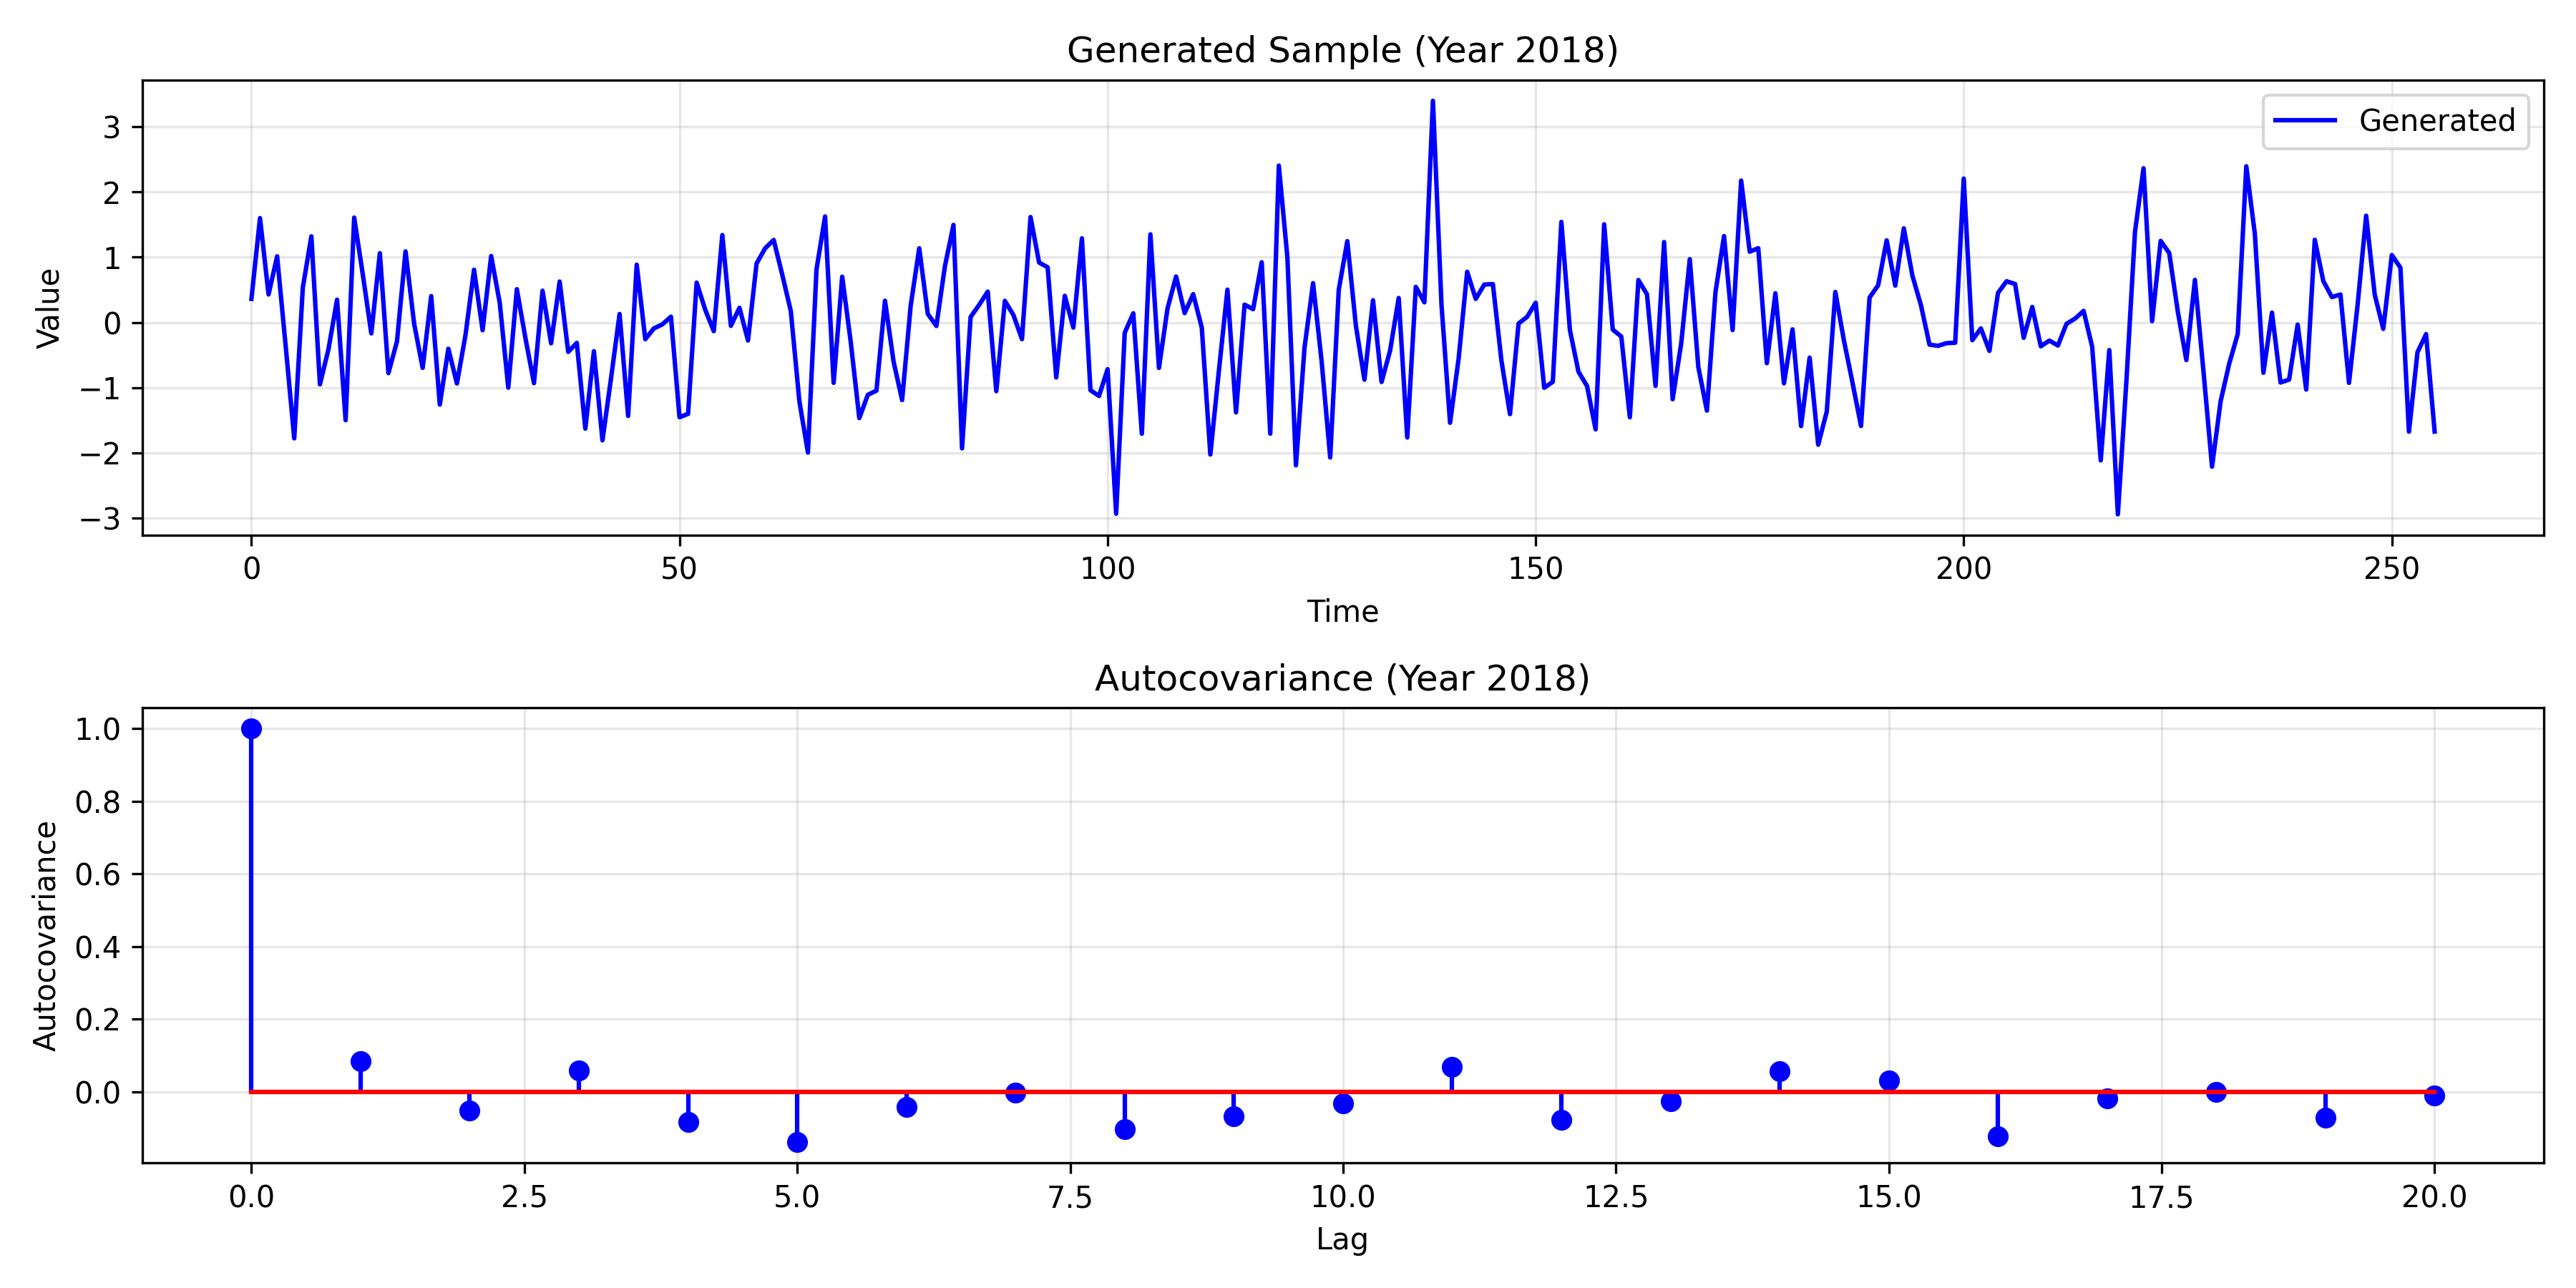 Generated Sample (Year 2018)
Generated
Value
3
2
1
0
−1
−2
−3
0 50 100 150 200 250
Time
Autocovariance (Year 2018)
Autocovariance
1.0
0.8
0.6
0.4
0.2
0.0
0.0 2.5 5.0 7.5 10.0 12.5 15.0 17.5 20.0
Lag